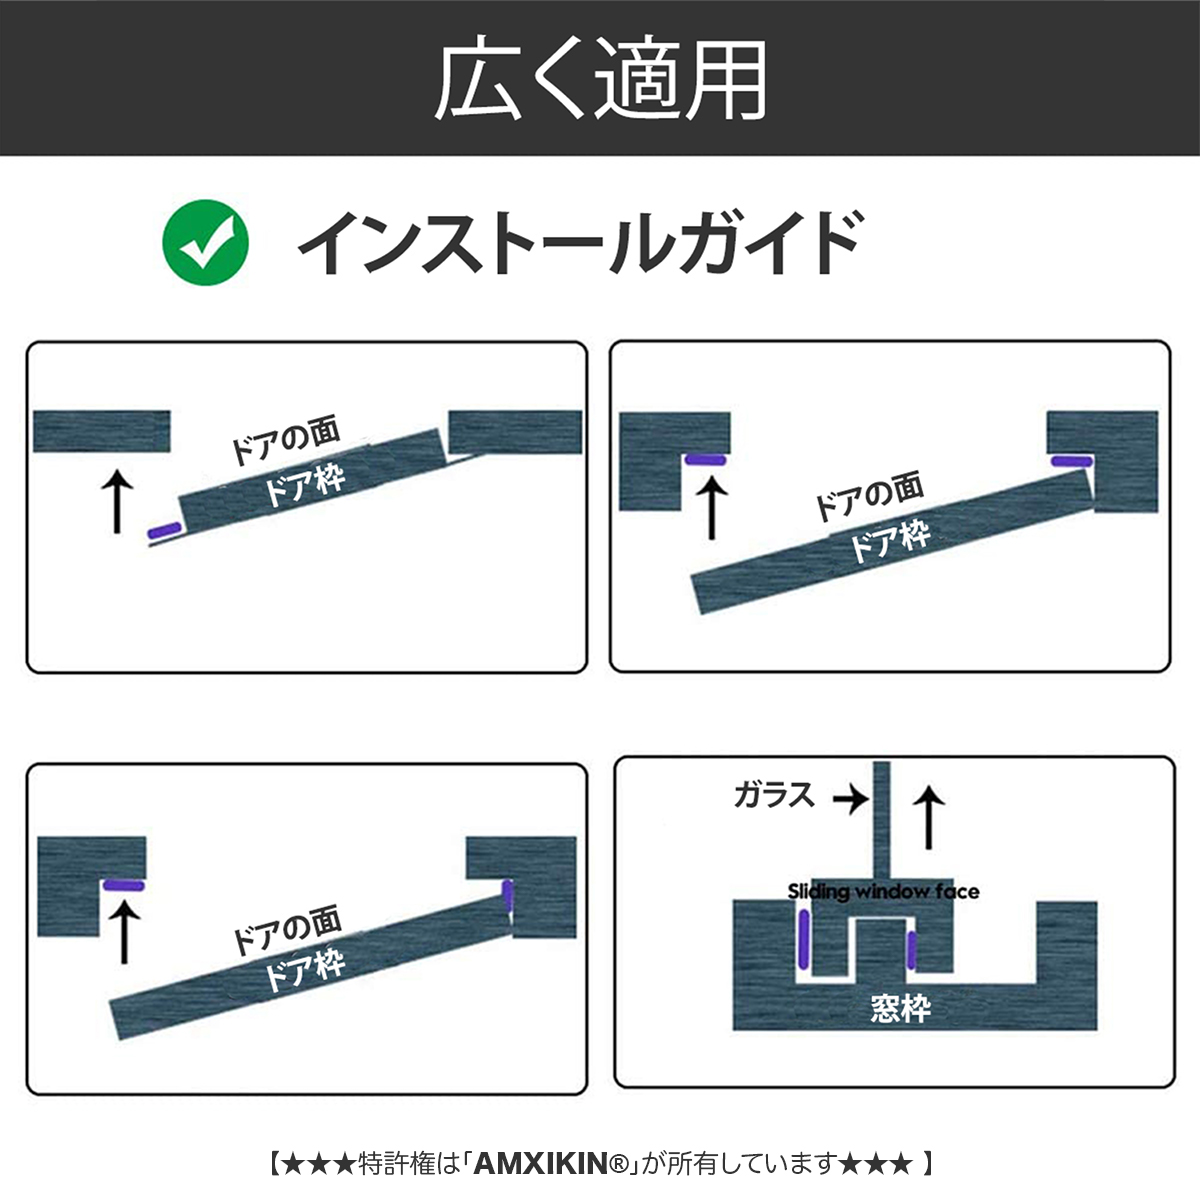 広く適用
インストールガイド
ドアの面
ドア枠
ドアの面
ドア枠
ドアの面
ドア枠
ガラス
Sliding window face
窓枠
【★★★特許権は「AMXIKIN®」が所有しています★★★ 】